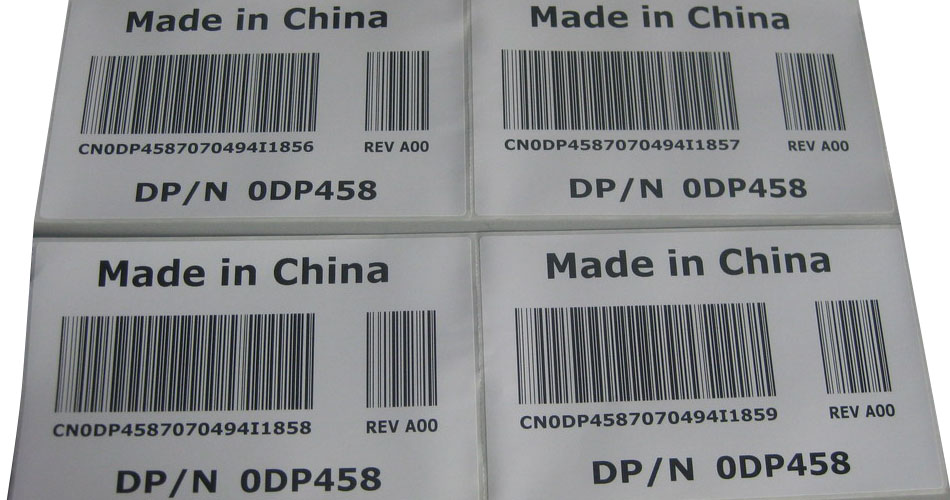 Made in China
CN0DP4587070494I1856 REV A00
DP/N 0DP458
Made in China
CN0DP4587070494I1857 REV A00
DP/N 0DP458
Made in China
CN0DP4587070494I1858 REV A00
DP/N 0DP458
Made in China
CN0DP4587070494I1859 REV A00
DP/N 0DP458